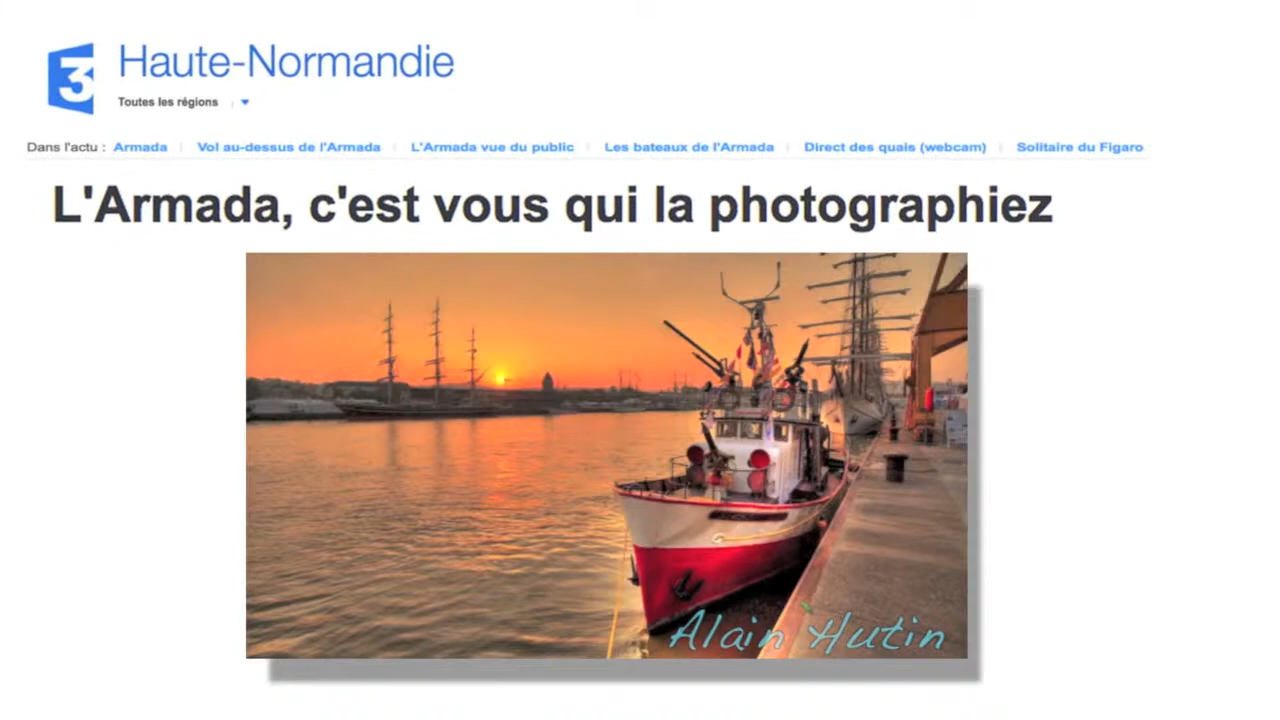 3 Haute-Normandie
Toutes les régions
Dans l'actu : Armada Vol au-dessus de l'Armada L'Armada vue du public Les bateaux de l'Armada Direct des quais (webcam) Solitaire du Figaro
L'Armada, c'est vous qui la photographiez
Alain Hutin